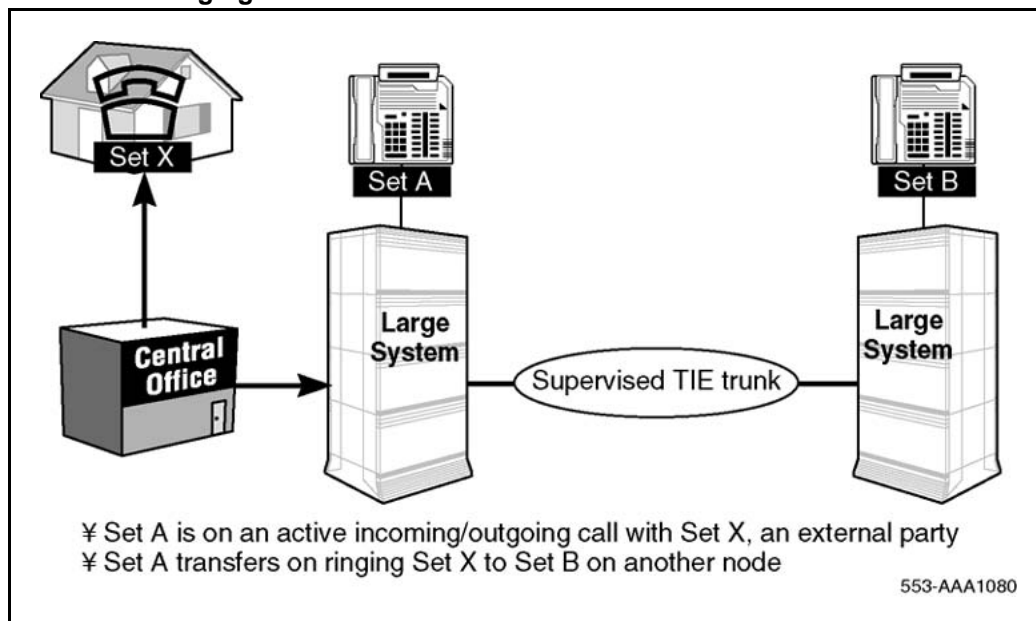 Set X
Set A
Set B
Central
Office
Large
System
Supervised TIE trunk
Large
System
¥ Set A is on an active incoming/outgoing call with Set X, an external party
¥ Set A transfers on ringing Set X to Set B on another node
553-AAA1080